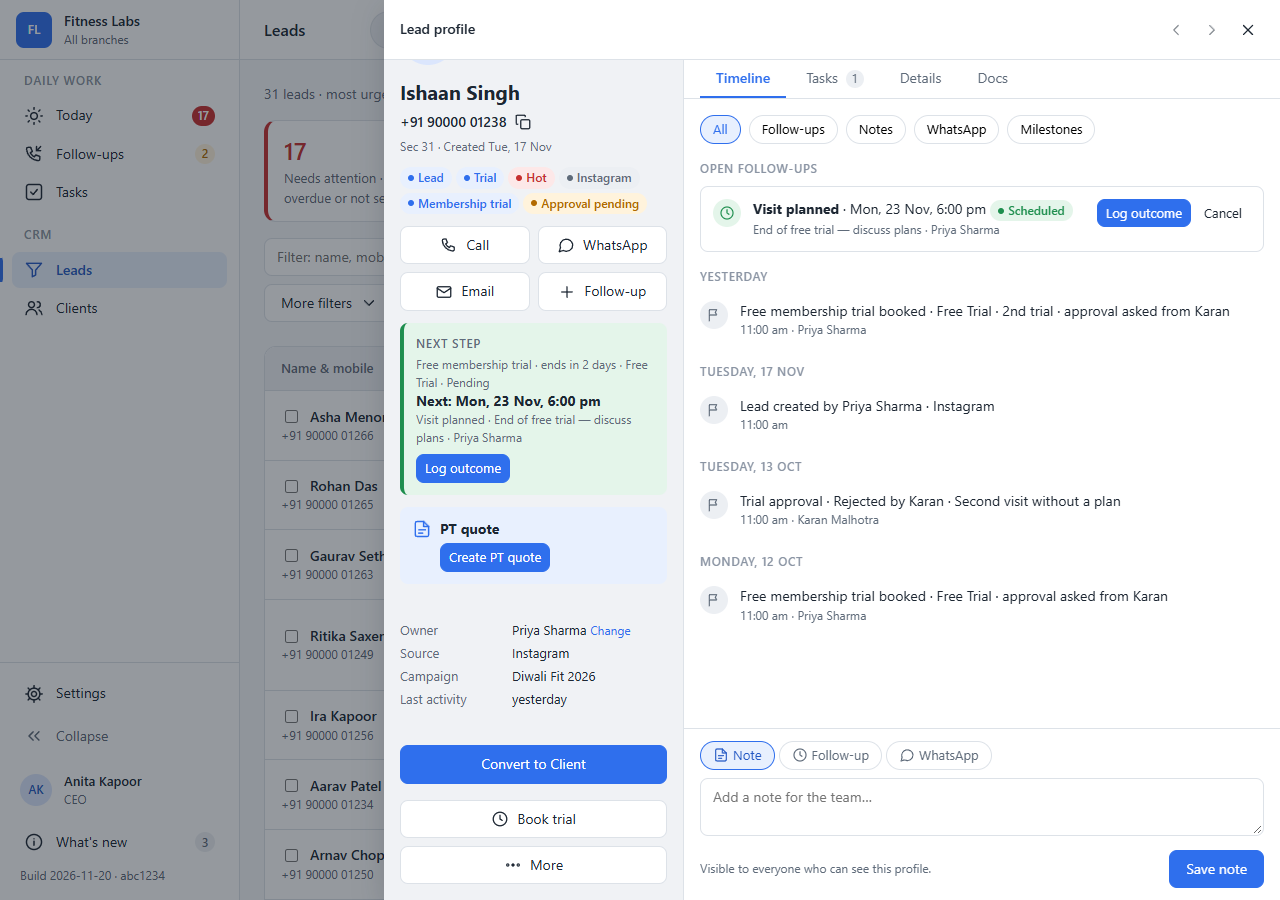 FL
Fitness Labs
All branches
DAILY WORK
Today
17
Follow-ups
2
Tasks
CRM
Leads
Clients
Settings
Collapse
AK
Anita Kapoor
CEO
What's new
3
Build 2026-11-20 · abc1234
Leads
31 leads · most
17
Needs attention ·
overdue or not
Filter: name,
More filters
Name & mobile
Asha
+91 90000 01266
Rohan Das
+91 90000 01265
Gaurav
+91 90000 01263
Ritika
+91 90000 01249
Ira Kapoor
+91 90000 01256
Aarav Patel
+91 90000 01234
Arnav
+91 90000 01250
Lead profile
Ishaan Singh
+91 90000 01238
Sec 31 · Created Tue, 17 Nov
Lead
Trial
Hot
Instagram
Membership trial
Approval pending
Call
WhatsApp
Email
Follow-up
NEXT STEP
Free membership trial · ends in 2 days · Free
Trial · Pending
Next: Mon, 23 Nov, 6:00 pm
Visit planned · End of free trial — discuss
plans · Priya Sharma
Log outcome
PT quote
Create PT quote
Owner Priya Sharma Change
Source Instagram
Campaign Diwali Fit 2026
Last activity yesterday
Convert to Client
Book trial
More
Timeline
Tasks 1
Details
Docs
All
Follow-ups
Notes
WhatsApp
Milestones
OPEN FOLLOW-UPS
Visit planned · Mon, 23 Nov, 6:00 pm Scheduled
End of free trial — discuss plans · Priya Sharma
Log outcome
Cancel
YESTERDAY
Free membership trial booked · Free Trial · 2nd trial · approval asked from Karan
11:00 am · Priya Sharma
TUESDAY, 17 NOV
Lead created by Priya Sharma · Instagram
11:00 am
TUESDAY, 13 OCT
Trial approval · Rejected by Karan · Second visit without a plan
11:00 am · Karan Malhotra
MONDAY, 12 OCT
Free membership trial booked · Free Trial · approval asked from Karan
11:00 am · Priya Sharma
Note
Follow-up
WhatsApp
Add a note for the team…
Visible to everyone who can see this profile.
Save note